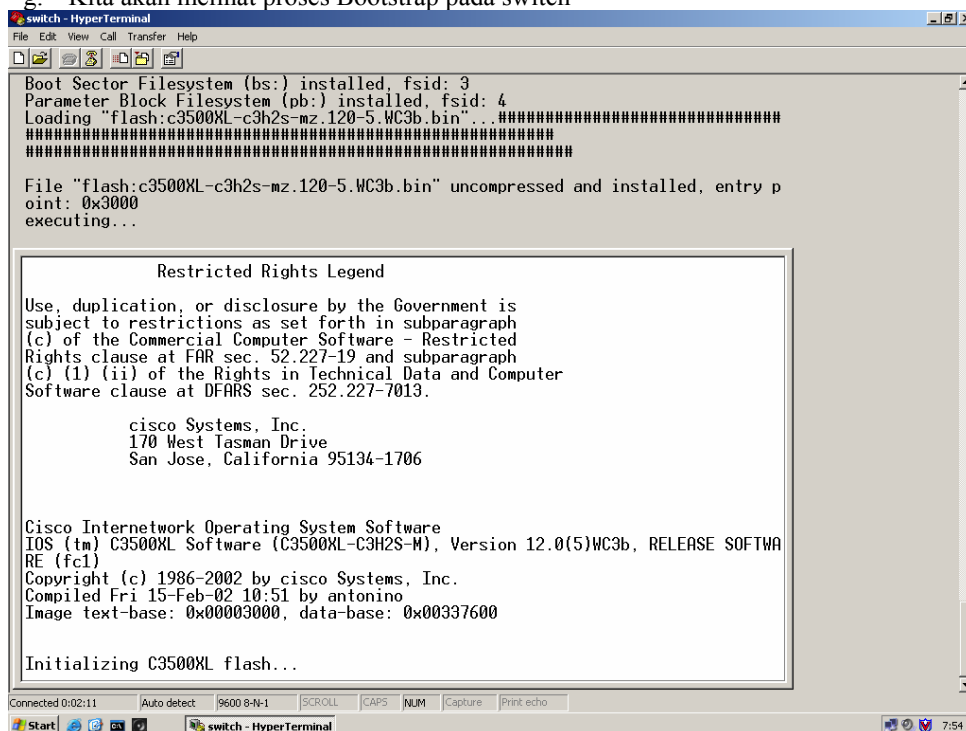 g. Kita akan melihat proses Bootstrap pada switch
switch - HyperTerminal
File Edit View Call Transfer Help
Boot Sector Filesystem (bs:) installed, fsid: 3
Parameter Block Filesystem (pb:) installed, fsid: 4
Loading "flash:c3500XL-c3h2s-mz.120-5.WC3b.bin"...##############################
########################################################
##########################################################
File "flash:c3500XL-c3h2s-mz.120-5.WC3b.bin" uncompressed and installed, entry p
oint: 0x3000
executing...
Restricted Rights Legend
Use, duplication, or disclosure by the Government is
subject to restrictions as set forth in subparagraph
(c) of the Commercial Computer Software - Restricted
Rights clause at FAR sec. 52.227-19 and subparagraph
(c) (1) (ii) of the Rights in Technical Data and Computer
Software clause at DFARS sec. 252.227-7013.
cisco Systems, Inc.
170 West Tasman Drive
San Jose, California 95134-1706
Cisco Internetwork Operating System Software
IOS (tm) C3500XL Software (C3500XL-C3H2S-M), Version 12.0(5)WC3b, RELEASE SOFTWA
RE (fc1)
Copyright (c) 1986-2002 by cisco Systems, Inc.
Compiled Fri 15-Feb-02 10:51 by antonino
Image text-base: 0x00003000, data-base: 0x00337600
Initializing C3500XL flash...
Connected 0:02:11 Auto detect 9600 8-N-1 SCROLL CAPS NUM Capture Print echo
Start switch - HyperTerminal 7:54